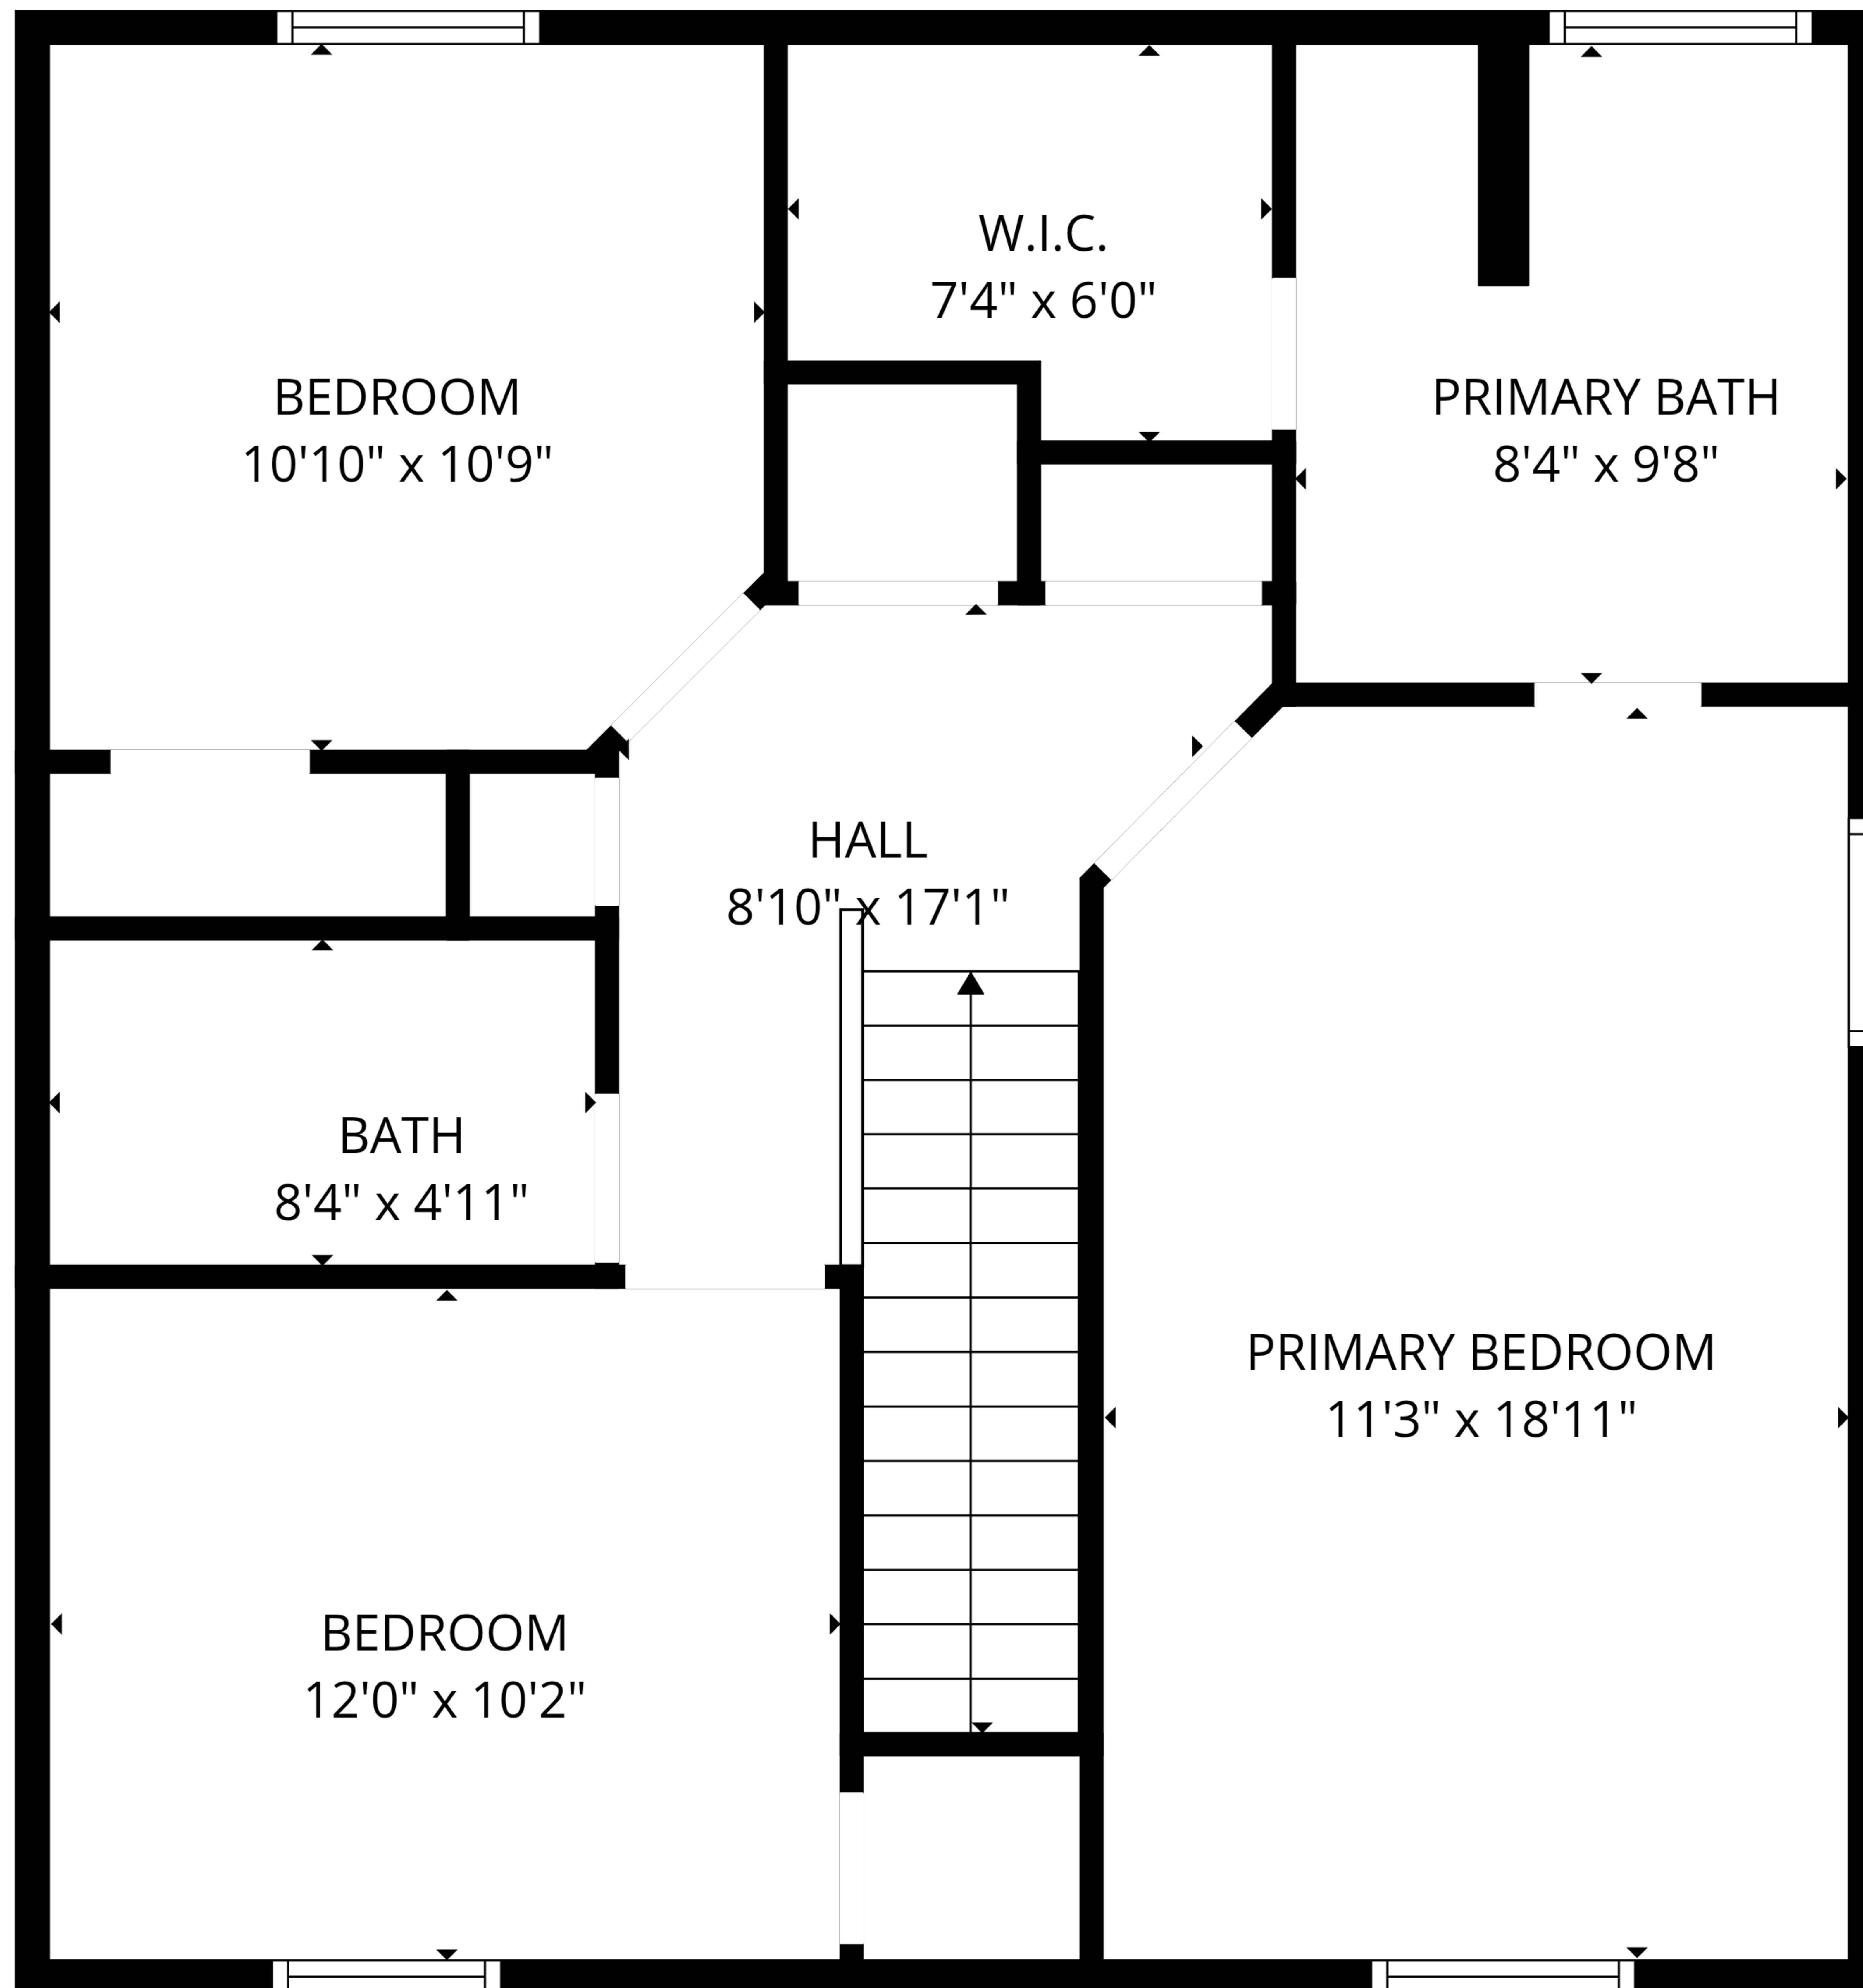 W.I.C.
7'4" x 6'0"
BEDROOM
10'10" x 10'9"
PRIMARY BATH
8'4" x 9'8"
HALL
8'10" x 17'1"
BATH
8'4" x 4'11"
PRIMARY BEDROOM
11'3" x 18'11"
BEDROOM
12'0" x 10'2"